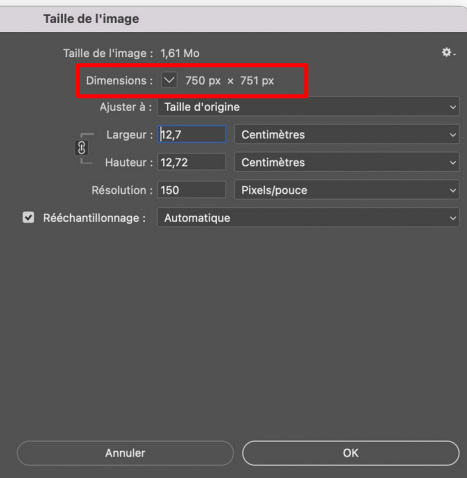 Taille de l'image
Taille de l'image : 1,61 Mo
Dimensions : 750 px × 751 px
Ajuster à : Taille d'origine
Largeur : 12,7 Centimètres
Hauteur : 12,72 Centimètres
Résolution : 150 Pixels/pouce
Rééchantillonnage : Automatique
Annuler OK